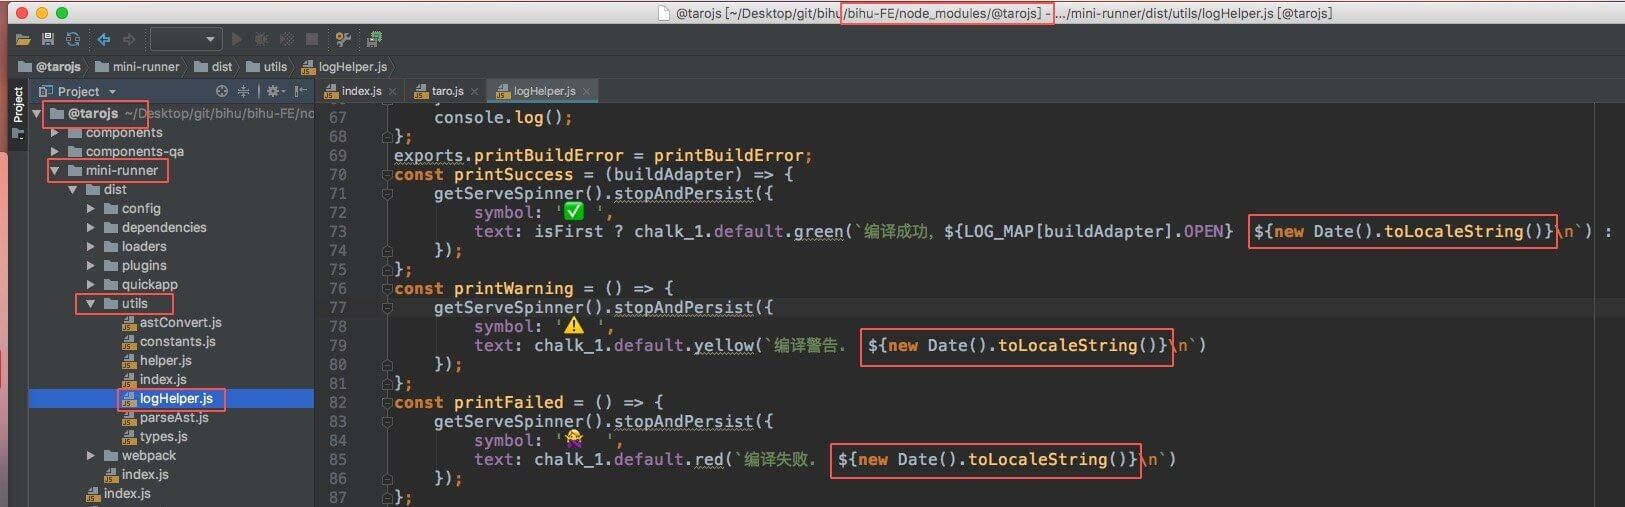 @tarojs [~/Desktop/git/bihu/bihu-FE/node_modules/@tarojs] - .../mini-runner/dist/utils/logHelper.js [@tarojs]
@tarojs mini-runner dist utils logHelper.js
Project
Project
index.js taro.js logHelper.js
@tarojs ~/Desktop/git/bihu/bihu-FE/no
components
components-qa
mini-runner
dist
config
dependencies
loaders
plugins
quickapp
utils
astConvert.js
constants.js
helper.js
index.js
logHelper.js
parseAst.js
types.js
webpack
index.js
index.js
67 console.log();
68 };
69 exports.printBuildError = printBuildError;
70 const printSuccess = (buildAdapter) => {
71 getServeSpinner().stopAndPersist({
72 symbol: '✅ ',
73 text: isFirst ? chalk_1.default.green(`编译成功, ${LOG_MAP[buildAdapter].OPEN} ${new Date().toLocaleString()}\n`) :
74 });
75 };
76 const printWarning = () => {
77 getServeSpinner().stopAndPersist({
78 symbol: '⚠️ ',
79 text: chalk_1.default.yellow(`编译警告. ${new Date().toLocaleString()}\n`)
80 });
81 };
82 const printFailed = () => {
83 getServeSpinner().stopAndPersist({
84 symbol: '🙅 ',
85 text: chalk_1.default.red(`编译失败. ${new Date().toLocaleString()}\n`)
86 });
87 };